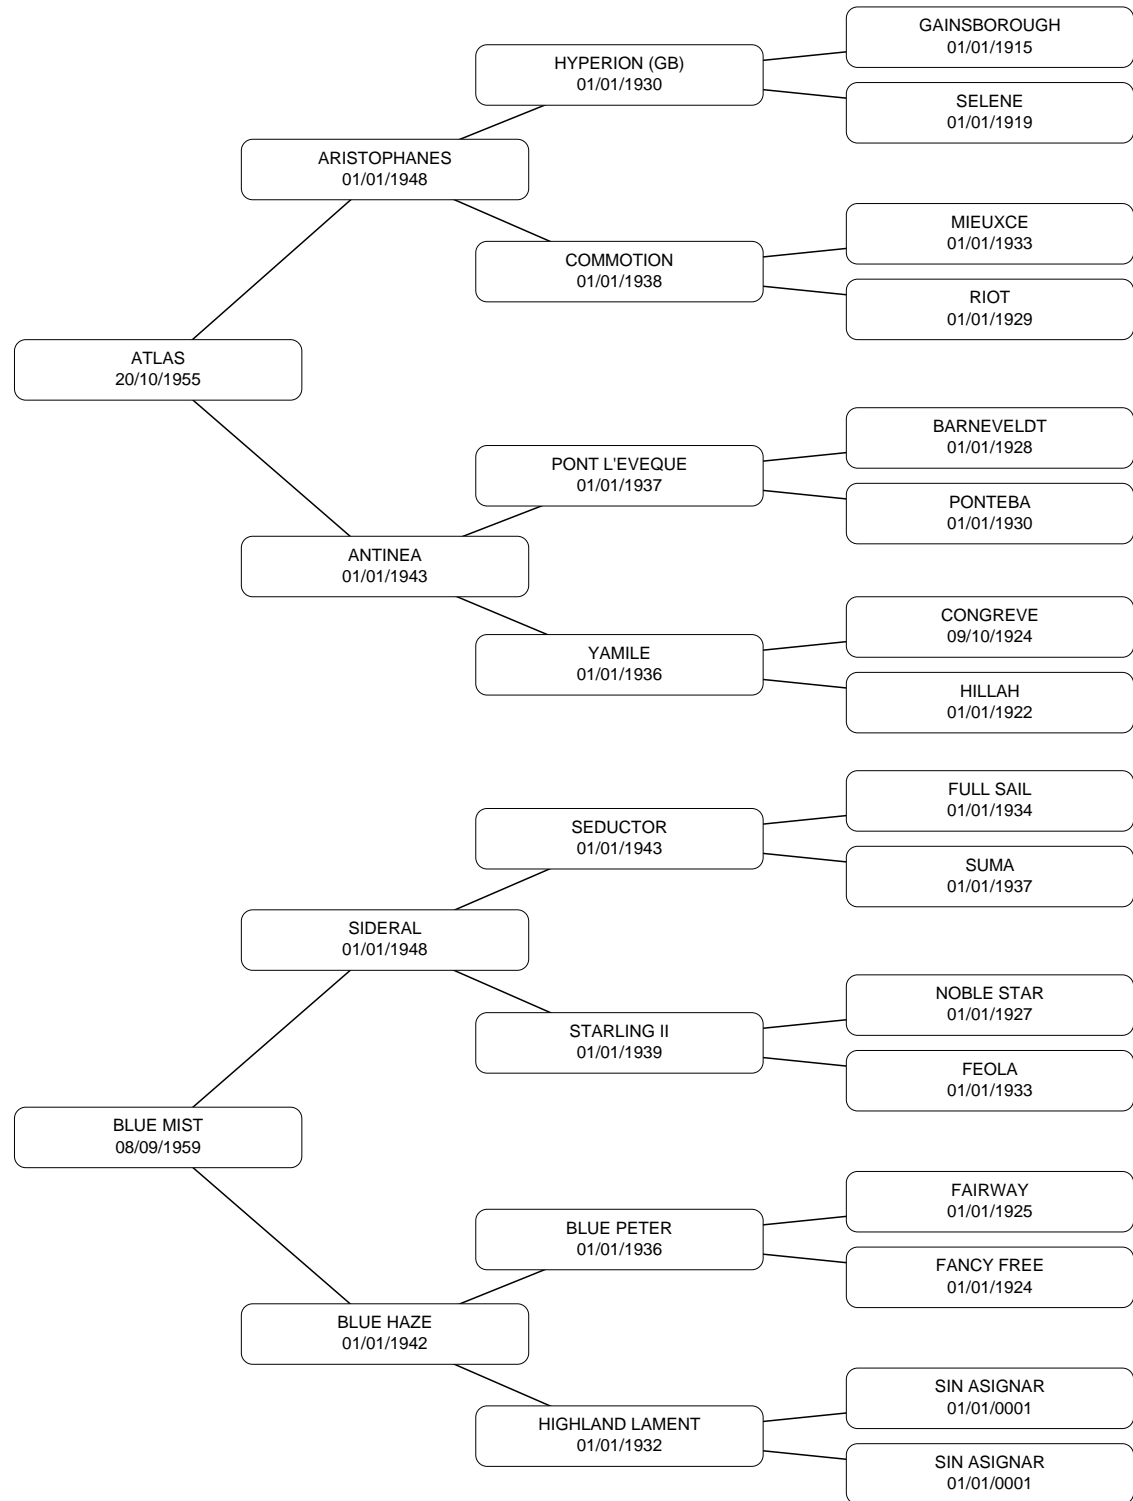 GAINSBOROUGH
01/01/1915
HYPERION (GB)
01/01/1930
SELENE
01/01/1919
ARISTOPHANES
01/01/1948
MIEUXCE
01/01/1933
COMMOTION
01/01/1938
RIOT
01/01/1929
ATLAS
20/10/1955
BARNEVELDT
01/01/1928
PONT L'EVEQUE
01/01/1937
PONTEBA
01/01/1930
ANTINEA
01/01/1943
CONGREVE
09/10/1924
YAMILE
01/01/1936
HILLAH
01/01/1922
FULL SAIL
01/01/1934
SEDUCTOR
01/01/1943
SUMA
01/01/1937
SIDERAL
01/01/1948
NOBLE STAR
01/01/1927
STARLING II
01/01/1939
FEOLA
01/01/1933
BLUE MIST
08/09/1959
FAIRWAY
01/01/1925
BLUE PETER
01/01/1936
FANCY FREE
01/01/1924
BLUE HAZE
01/01/1942
SIN ASIGNAR
01/01/0001
HIGHLAND LAMENT
01/01/1932
SIN ASIGNAR
01/01/0001